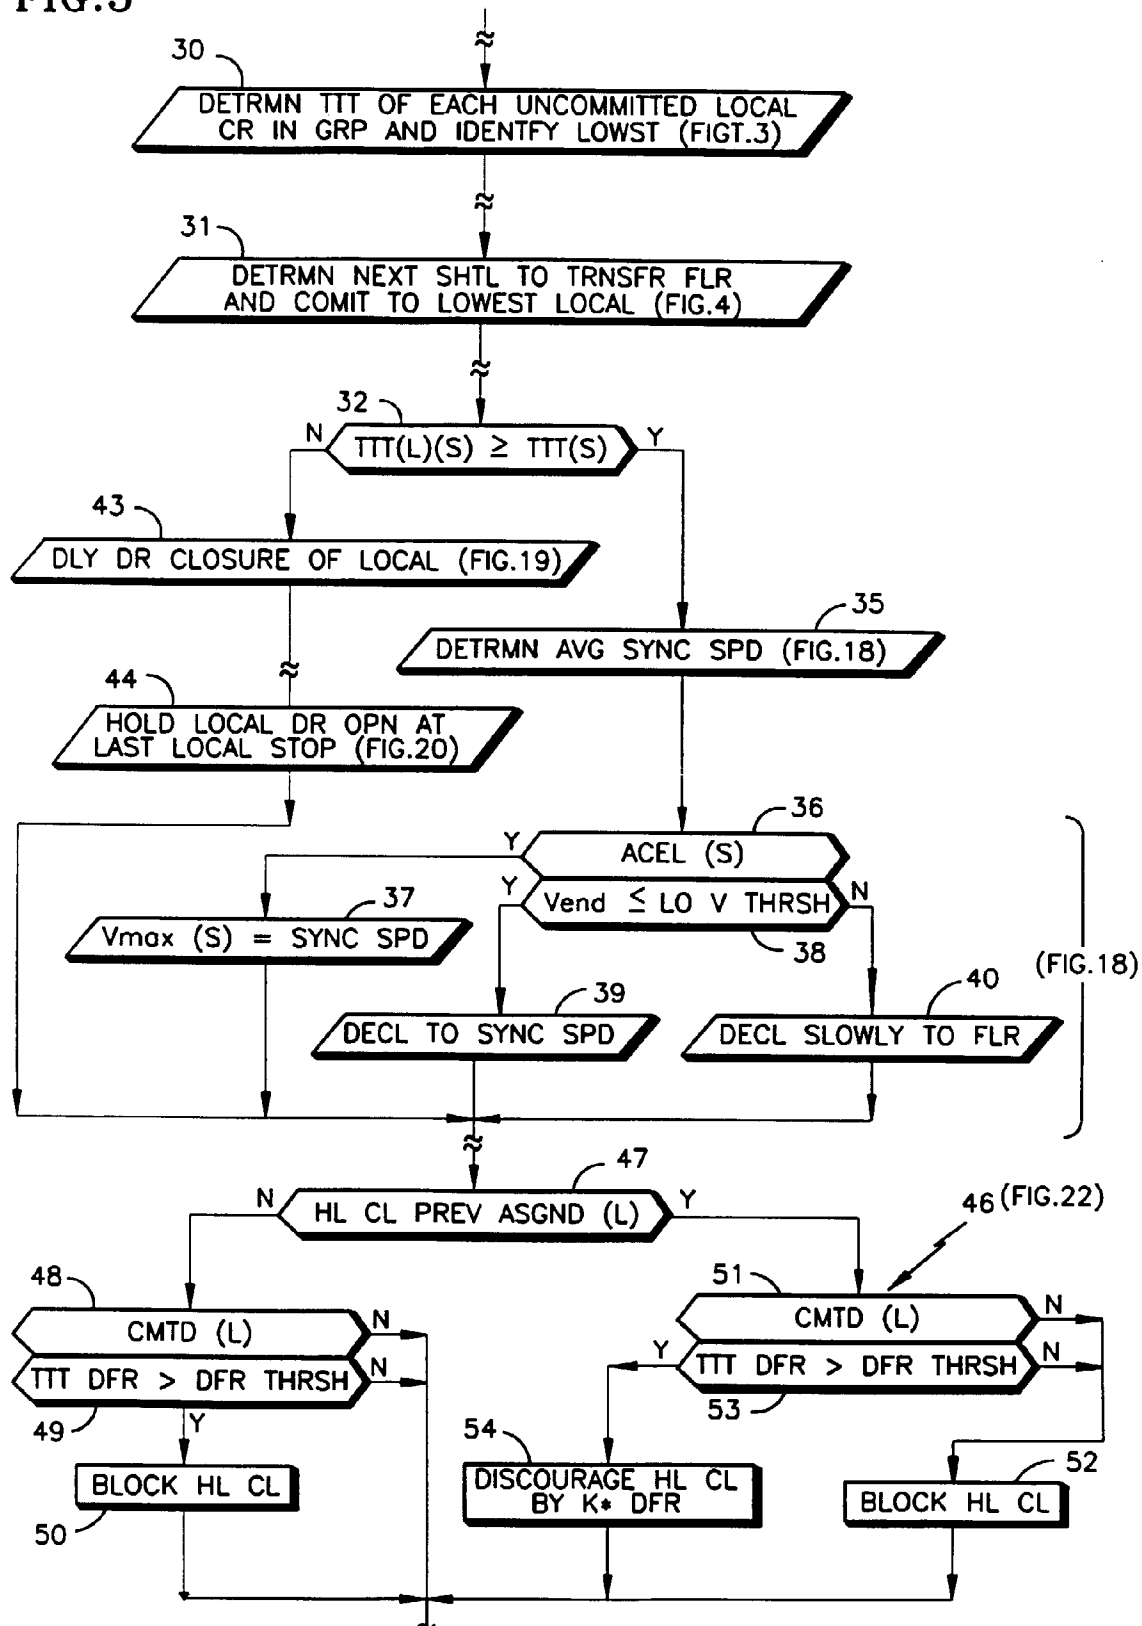 FIG.3
30
DETRMN TTT OF EACH UNCOMMITTED LOCAL
CR IN GRP AND IDENTFY LOWST (FIGT.3)
31
DETRMN NEXT SHTL TO TRNSFR FLR
AND COMIT TO LOWEST LOCAL (FIG.4)
32
N
TTT(L)(S) ≥ TTT(S)
Y
43
DLY DR CLOSURE OF LOCAL (FIG.19)
35
DETRMN AVG SYNC SPD (FIG.18)
44
HOLD LOCAL DR OPN AT
LAST LOCAL STOP (FIG.20)
36
Y
ACEL (S)
Y
Vend ≤ LO V THRSH
N
38
37
Vmax (S) = SYNC SPD
(FIG.18)
39
DECL TO SYNC SPD
40
DECL SLOWLY TO FLR
47
N
HL CL PREV ASGND (L)
Y
46 (FIG.22)
48
CMTD (L)
N
TTT DFR > DFR THRSH
N
49
Y
BLOCK HL CL
50
51
CMTD (L)
N
Y
TTT DFR > DFR THRSH
N
53
54
DISCOURAGE HL CL
BY K* DFR
52
BLOCK HL CL